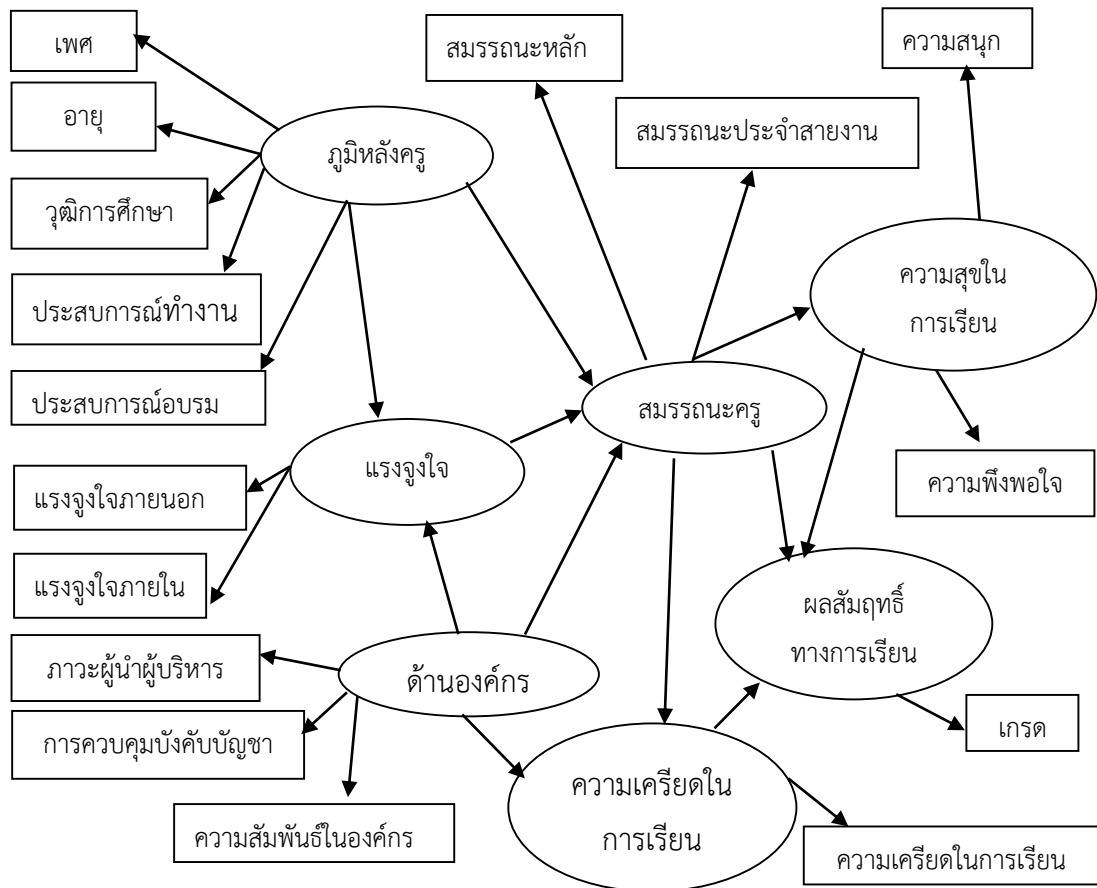 เพศ
สมรรถนะหลัก
ความสนุก
อายุ
สมรรถนะประจำสายงาน
ภูมิหลังครู
วุฒิการศึกษา
ความสุขใน
การเรียน
ประสบการณ์ทำงาน
ประสบการณ์อบรม
สมรรถนะครู
แรงจูงใจ
แรงจูงใจภายนอก
ความพึงพอใจ
แรงจูงใจภายใน
ผลสัมฤทธิ์
ทางการเรียน
ภาวะผู้นำผู้บริหาร
ด้านองค์กร
เกรด
การควบคุมบังคับบัญชา
ความเครียดใน
การเรียน
ความสัมพันธ์ในองค์กร
ความเครียดในการเรียน